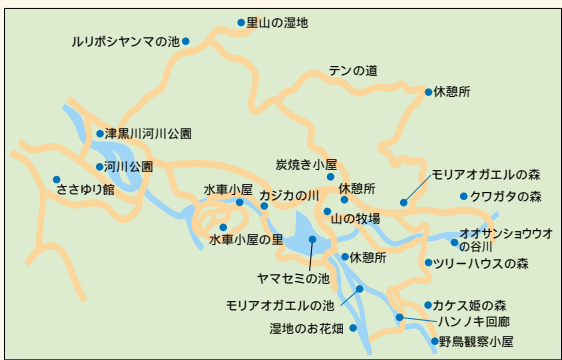 里山の湿地
ルリボシヤンマの池
テンの道
休憩所
津黒川河川公園
河川公園
ささゆり館
炭焼き小屋
モリアオガエルの森
水車小屋
カジカの川
休憩所
クワガタの森
山の牧場
水車小屋の里
オオサンショウウオ
の谷川
休憩所
ツリーハウスの森
ヤマセミの池
モリアオガエルの池
カケス姫の森
ハンノキ回廊
湿地のお花畑
野鳥観察小屋